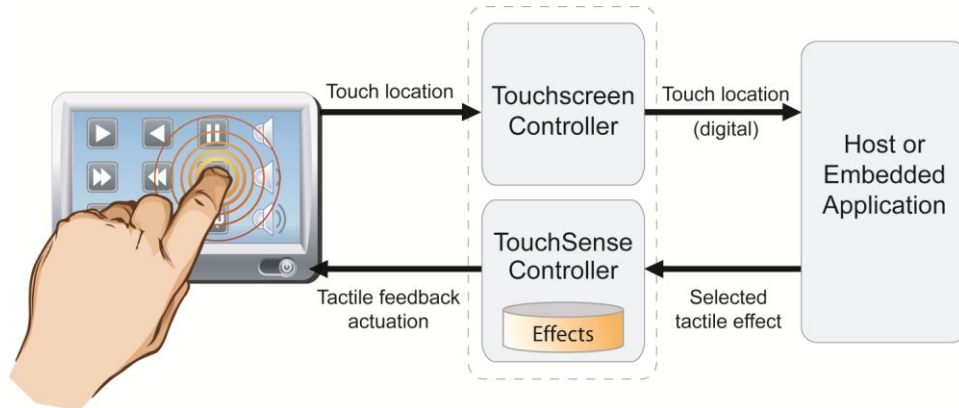 Touch location
Touchscreen
Controller
Touch location
(digital)
Host or
Embedded
Application
TouchSense
Controller
Effects
Tactile feedback
actuation
Selected
tactile effect